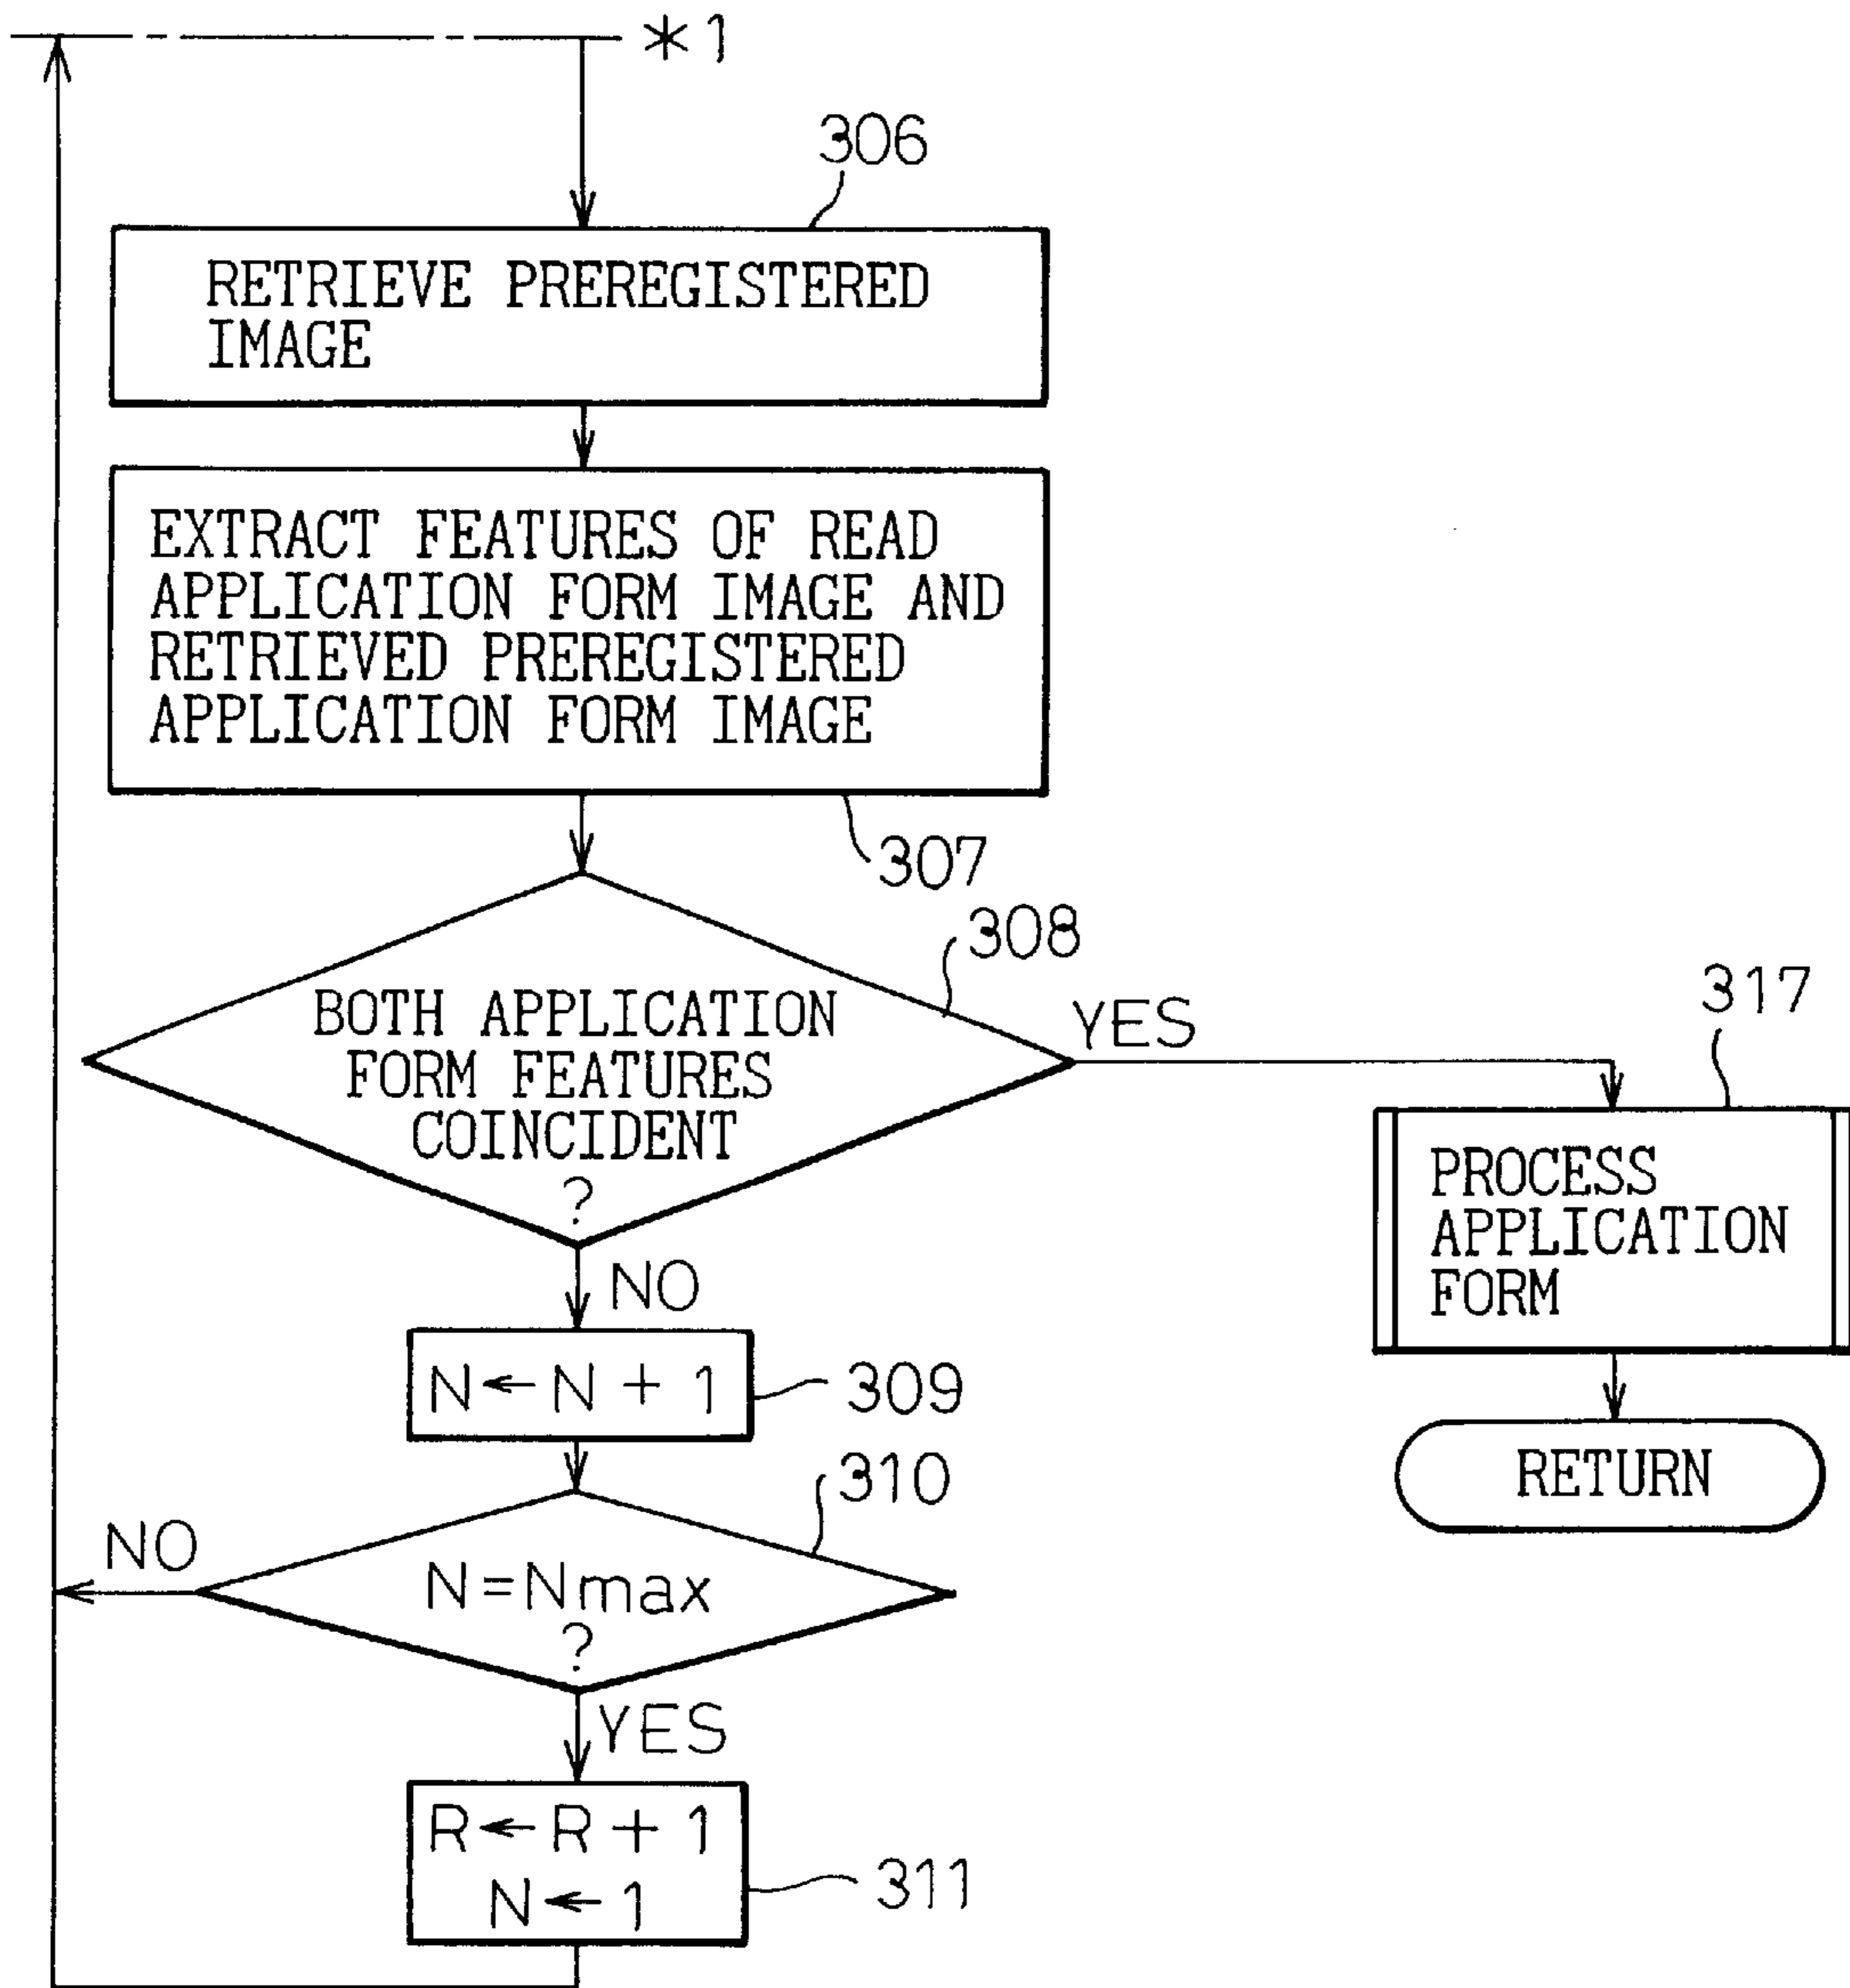 *1
306
RETRIEVE PREREGISTERED
IMAGE
EXTRACT FEATURES OF READ
APPLICATION FORM IMAGE AND
RETRIEVED PREREGISTERED
APPLICATION FORM IMAGE
307
308
BOTH APPLICATION
FORM FEATURES
COINCIDENT
?
YES
317
PROCESS
APPLICATION
FORM
RETURN
NO
N←N + 1
309
310
N=Nmax
?
NO
YES
R←R + 1
N←1
311